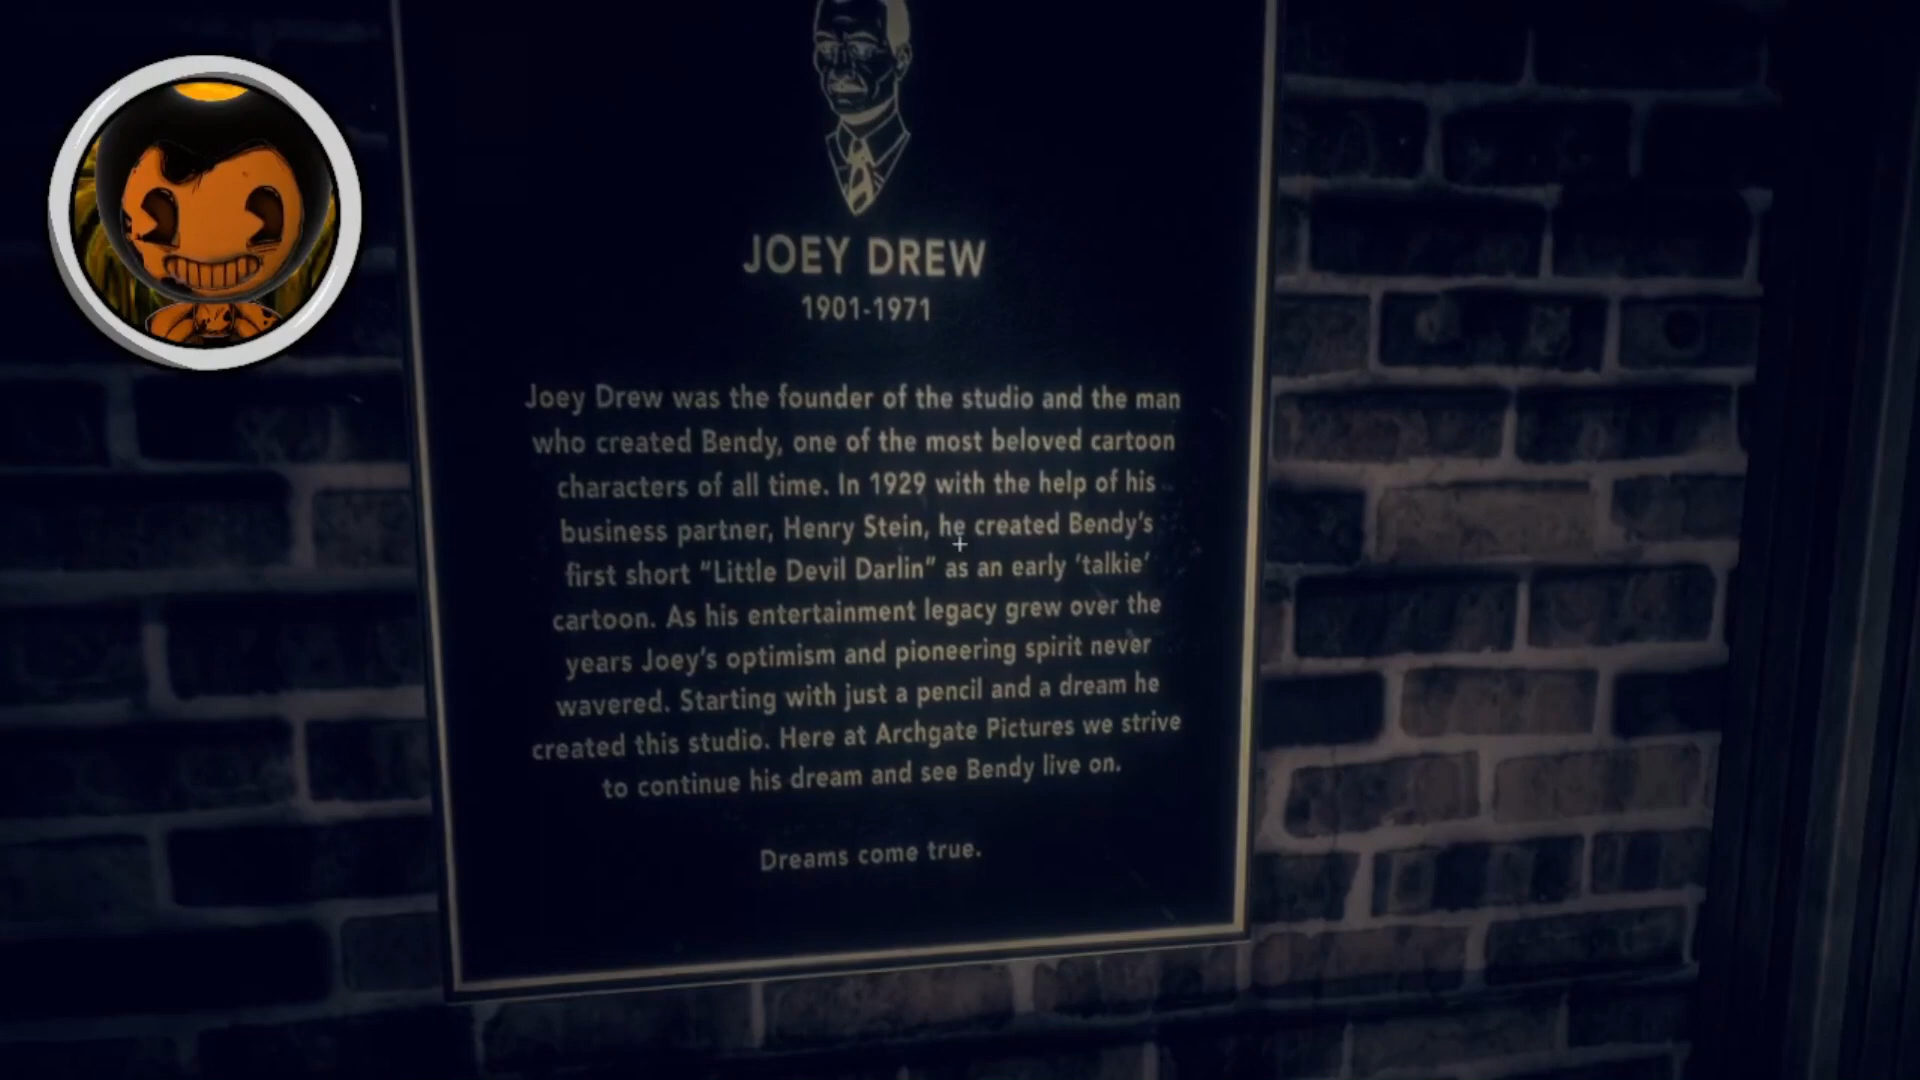 JOEY DREW
1901-1971
Joey Drew was the founder of the studio and the man
who created Bendy, one of the most beloved cartoon
characters of all time. In 1929 with the help of his
business partner, Henry Stein, he created Bendy's
first short "Little Devil Darlin" as an early 'talkie'
cartoon. As his entertainment legacy grew over the
years Joey's optimism and pioneering spirit never
wavered. Starting with just a pencil and a dream he
created this studio. Here at Archgate Pictures we strive
to continue his dream and see Bendy live on.
Dreams come true.